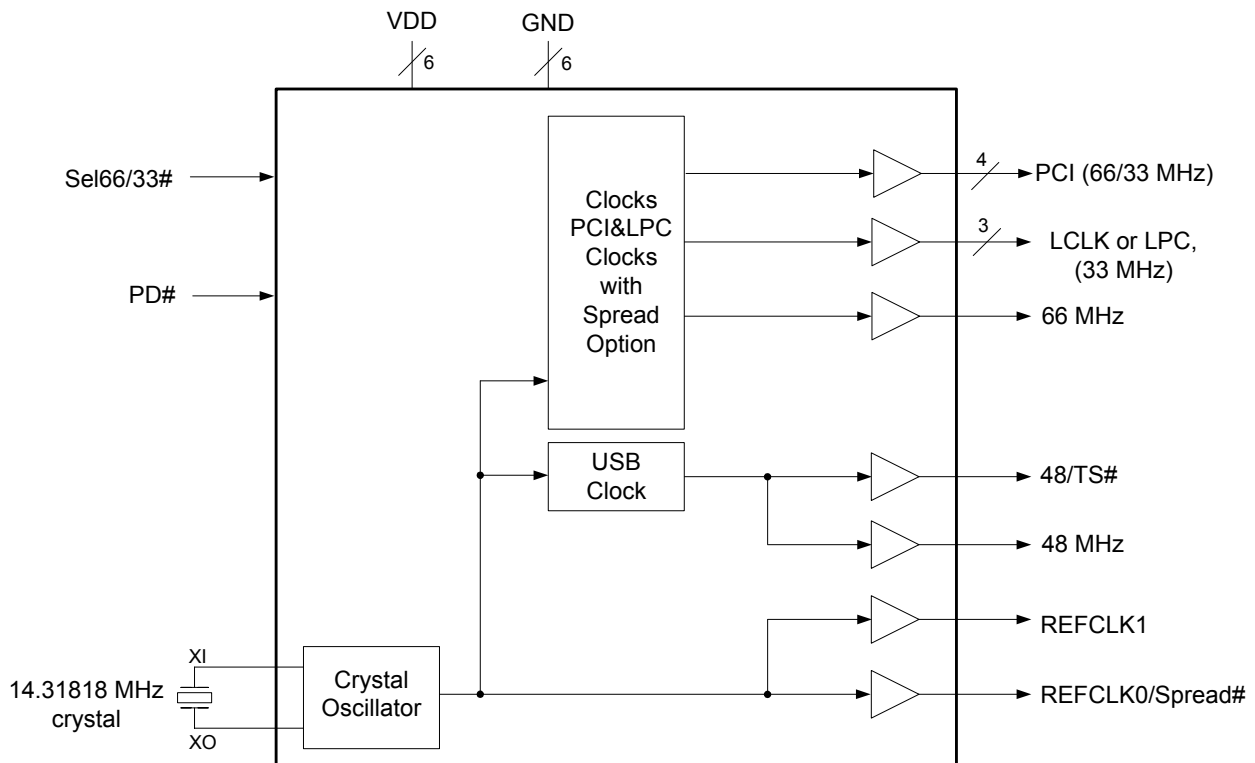 VDD
GND
6
6
Sel66/33#
PD#
Clocks
PCI&LPC
Clocks
with
Spread
Option
4
PCI (66/33 MHz)
3
LCLK or LPC,
(33 MHz)
66 MHz
USB
Clock
48/TS#
48 MHz
REFCLK1
REFCLK0/Spread#
XI
14.31818 MHz
crystal
XO
Crystal
Oscillator